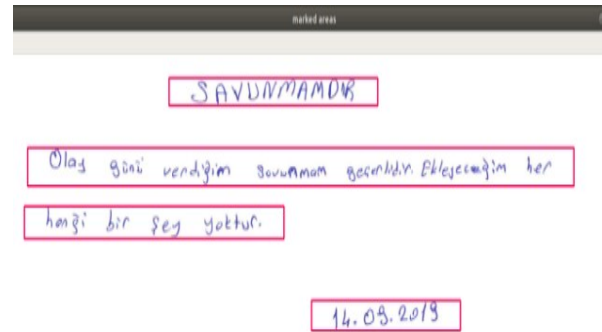 marked areas
SAVUNMAMDIR
Olay günü verdiğim savunmam geçerlidir. Ekleyeceğim her
hangi bir şey yoktur.
14.09.2019